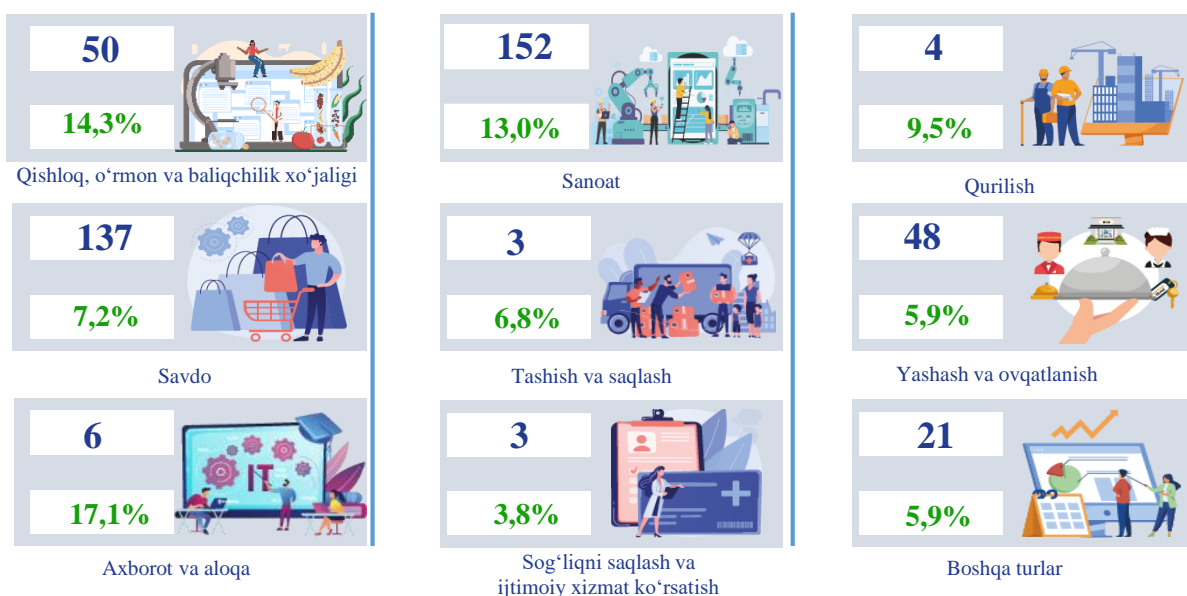 50
14,3%
Qishloq, o‘rmon va baliqchilik xo‘jaligi
152
13,0%
Sanoat
4
9,5%
Qurilish
137
7,2%
Savdo
3
6,8%
Tashish va saqlash
48
5,9%
Yashash va ovqatlanish
6
17,1%
IT
Axborot va aloqa
3
3,8%
Sog‘liqni saqlash va
ijtimoiy xizmat ko‘rsatish
21
5,9%
Boshqa turlar